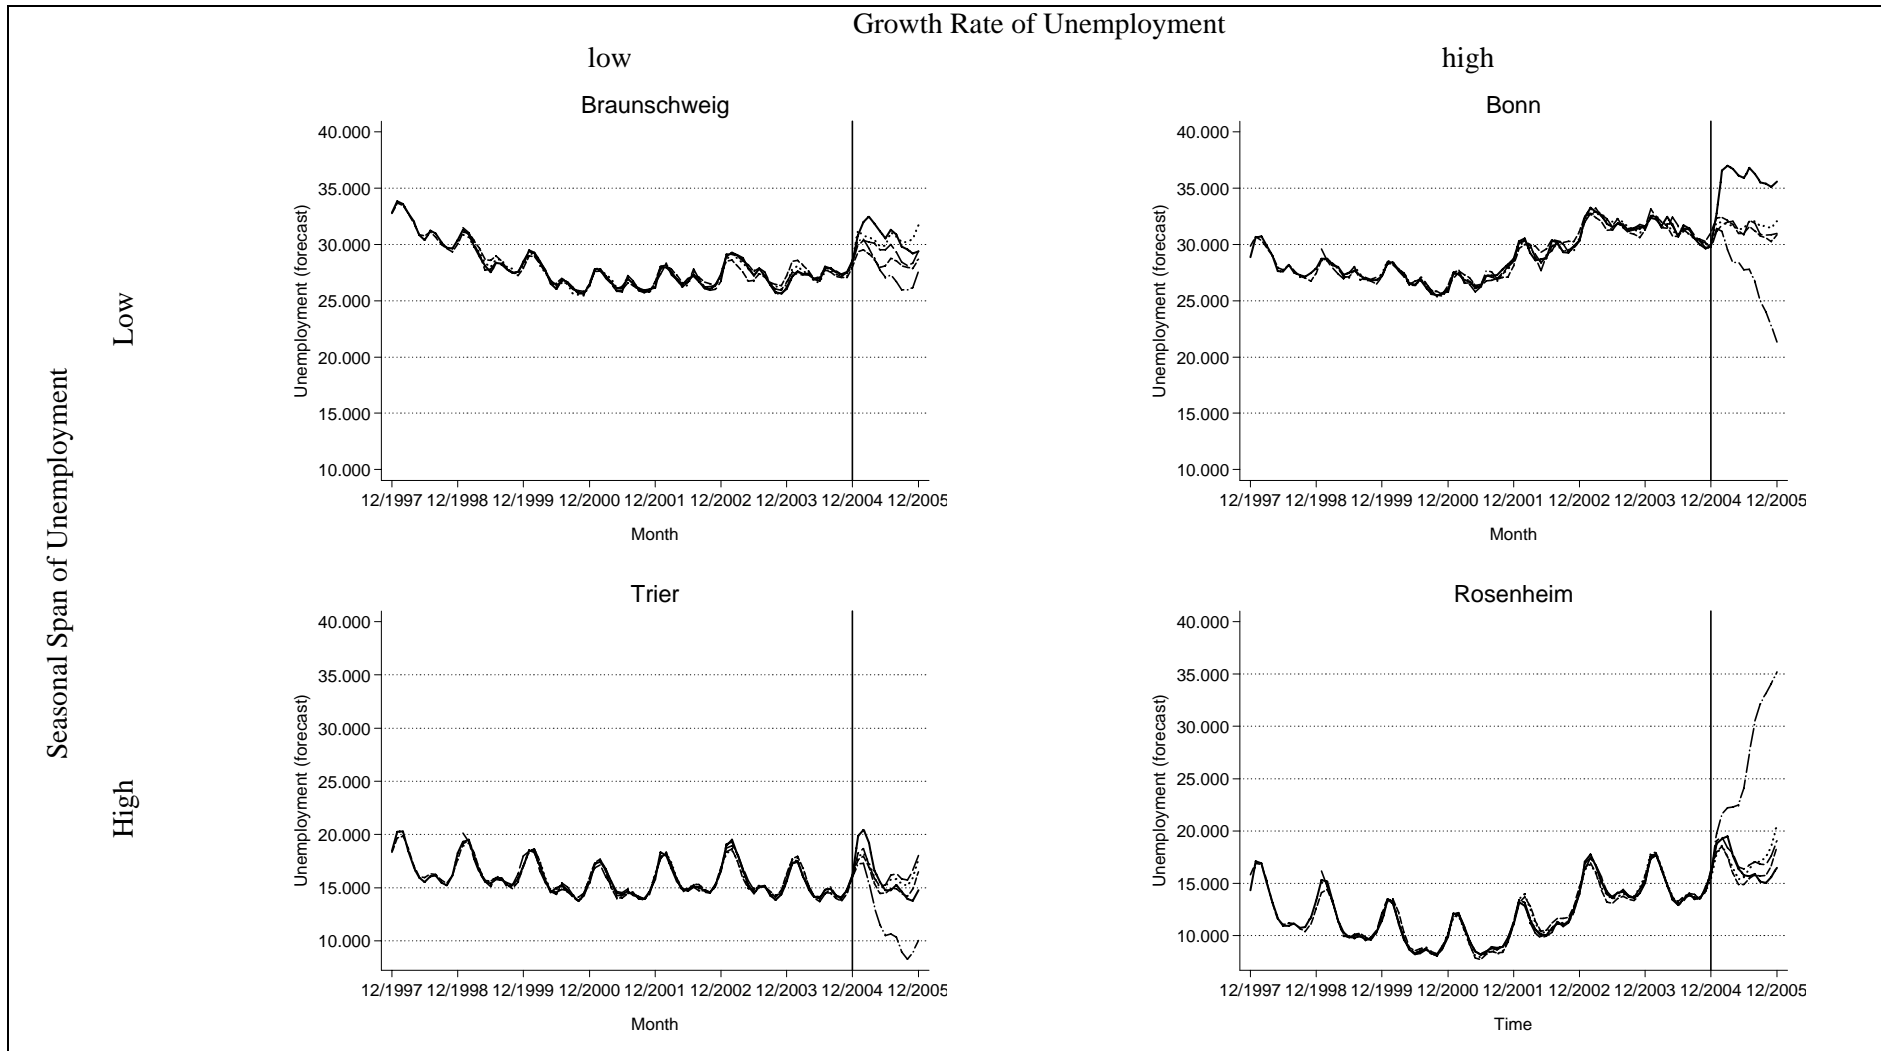 Growth Rate of Unemployment
low high
Seasonal Span of Unemployment
Low
High
Braunschweig
Unemployment (forecast)
40.000
35.000
30.000
25.000
20.000
15.000
10.000
12/1997 12/1998 12/1999 12/2000 12/2001 12/2002 12/2003 12/2004 12/2005
Month
Bonn
Unemployment (forecast)
40.000
35.000
30.000
25.000
20.000
15.000
10.000
12/1997 12/1998 12/1999 12/2000 12/2001 12/2002 12/2003 12/2004 12/2005
Month
Trier
Unemployment (forecast)
40.000
35.000
30.000
25.000
20.000
15.000
10.000
12/1997 12/1998 12/1999 12/2000 12/2001 12/2002 12/2003 12/2004 12/2005
Month
Rosenheim
Unemployment (forecast)
40.000
35.000
30.000
25.000
20.000
15.000
10.000
12/1997 12/1998 12/1999 12/2000 12/2001 12/2002 12/2003 12/2004 12/2005
Time